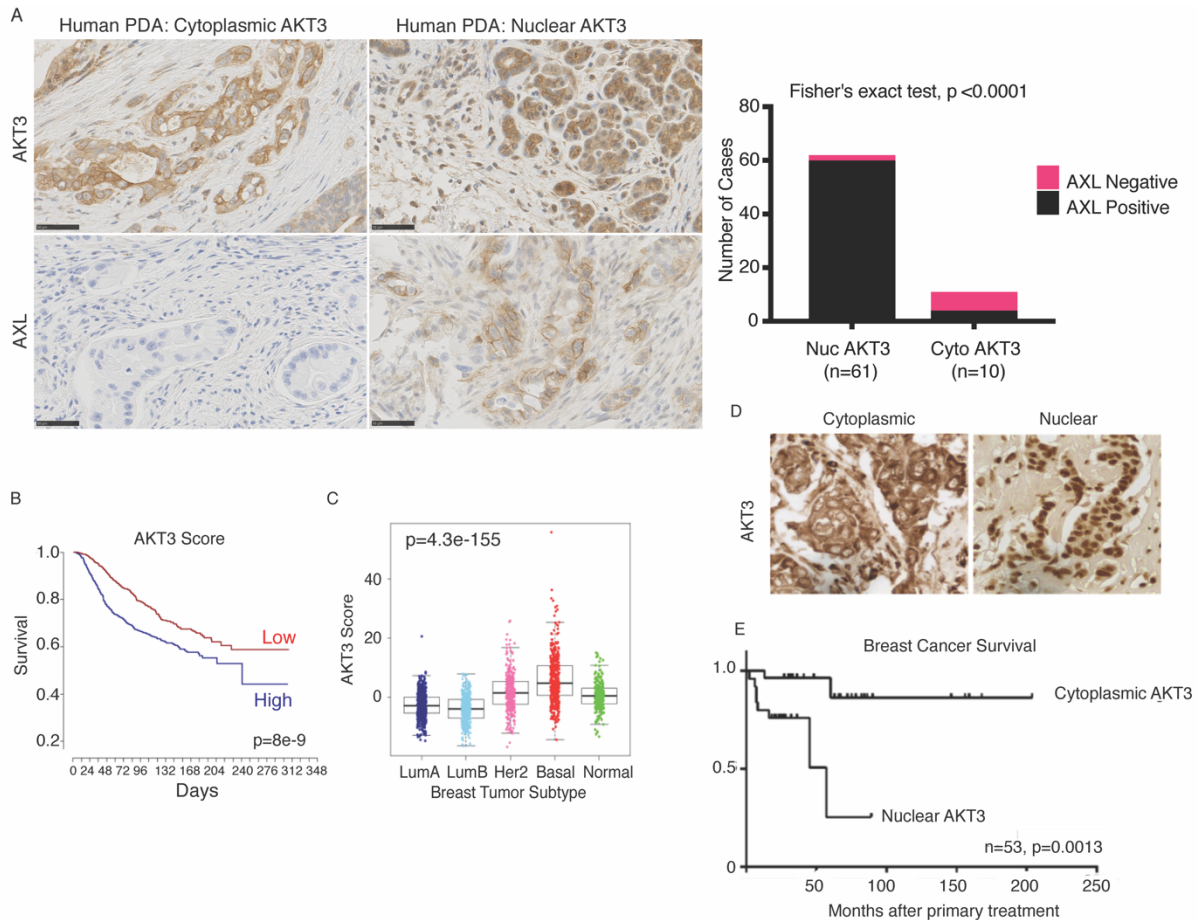 A
Human PDA: Cytoplasmic AKT3
Human PDA: Nuclear AKT3
AKT3
AXL
Fisher's exact test, p <0.0001
Number of Cases
80
60
40
20
0
Nuc AKT3
(n=61)
Cyto AKT3
(n=10)
AXL Negative
AXL Positive
B
AKT3 Score
Survival
1.0
0.8
0.6
0.4
0.2
Low
High
p=8e-9
0 24 48 72 96 132 168 204 240 276 312 348
Days
C
p=4.3e-155
AKT3 Score
40
20
0
LumA LumB Her2 Basal Normal
Breast Tumor Subtype
D
Cytoplasmic
Nuclear
AKT3
E
Breast Cancer Survival
1.0
0.5
0
Cytoplasmic AKT3
Nuclear AKT3
n=53, p=0.0013
50 100 150 200 250
Months after primary treatment